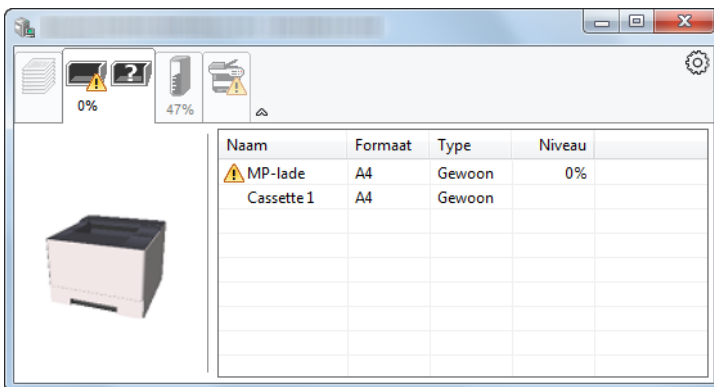 0%
47%
Naam Formaat Type Niveau
MP-lade A4 Gewoon 0%
Cassette 1 A4 Gewoon